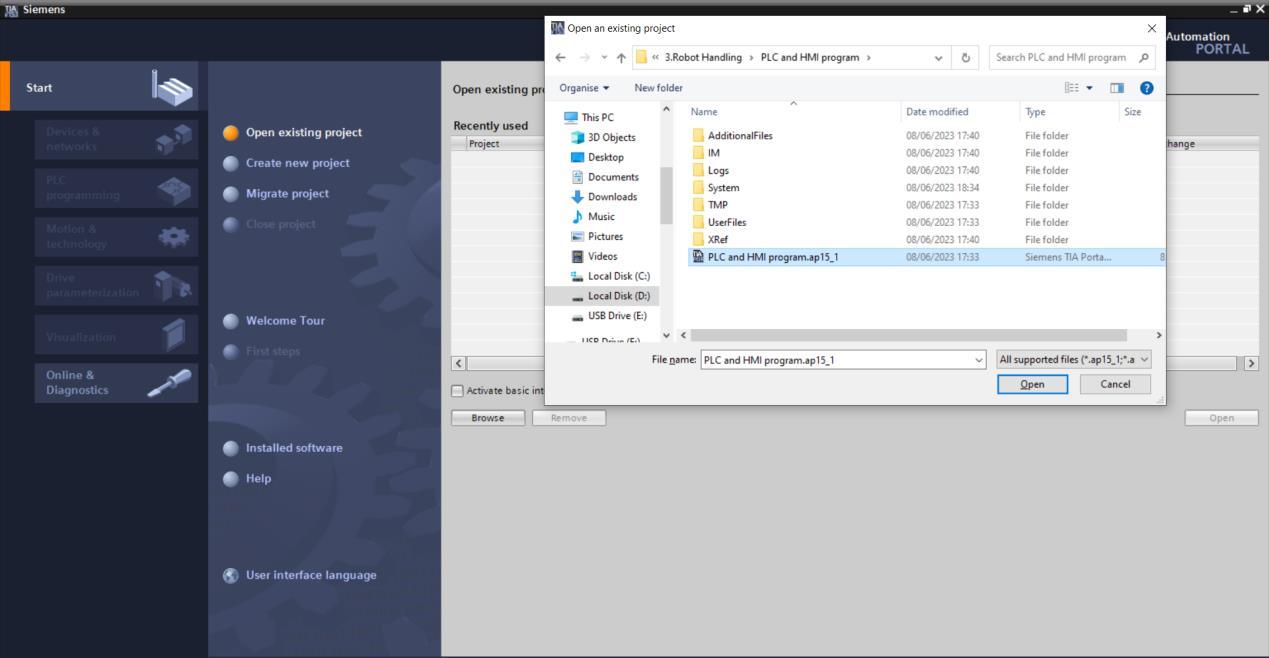 Siemens
Automation
PORTAL
Start
Devices &
networks
PLC
programming
Motion &
technology
Drive
parameterization
Visualization
Online &
Diagnostics
Open existing project
Create new project
Migrate project
Close project
Welcome Tour
First steps
Installed software
Help
User interface language
Open existing pr
Recently used
Project
hange
Activate basic int
Browse
Remove
Open
Open an existing project
« 3.Robot Handling › PLC and HMI program ›
Search PLC and HMI program
Organise
New folder
This PC
3D Objects
Desktop
Documents
Downloads
Music
Pictures
Videos
Local Disk (C:)
Local Disk (D:)
USB Drive (E:)
USB Drive (E:)
Name Date modified Type Size
AdditionalFiles 08/06/2023 17:40 File folder
IM 08/06/2023 17:40 File folder
Logs 08/06/2023 17:40 File folder
System 08/06/2023 18:34 File folder
TMP 08/06/2023 17:33 File folder
UserFiles 08/06/2023 17:33 File folder
XRef 08/06/2023 17:40 File folder
PLC and HMI program.ap15_1 08/06/2023 17:33 Siemens TIA Porta... 8
File name: PLC and HMI program.ap15_1
All supported files (*.ap15_1;*.a
Open
Cancel